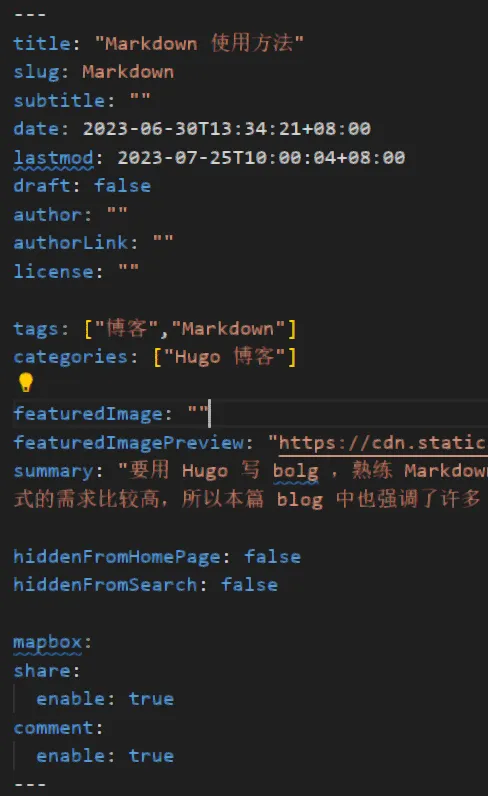 ---
title: "Markdown 使用方法"
slug: Markdown
subtitle: ""
date: 2023-06-30T13:34:21+08:00
lastmod: 2023-07-25T10:00:04+08:00
draft: false
author: ""
authorLink: ""
license: ""
tags: ["博客","Markdown"]
categories: ["Hugo 博客"]
featuredImage: ""
featuredImagePreview: "https://cdn.static
summary: "要用 Hugo 写 bolg ，熟练 Markdown
式的需求比较高，所以本篇 blog 中也强调了许多
hiddenFromHomePage: false
hiddenFromSearch: false
mapbox:
share:
  enable: true
comment:
  enable: true
---